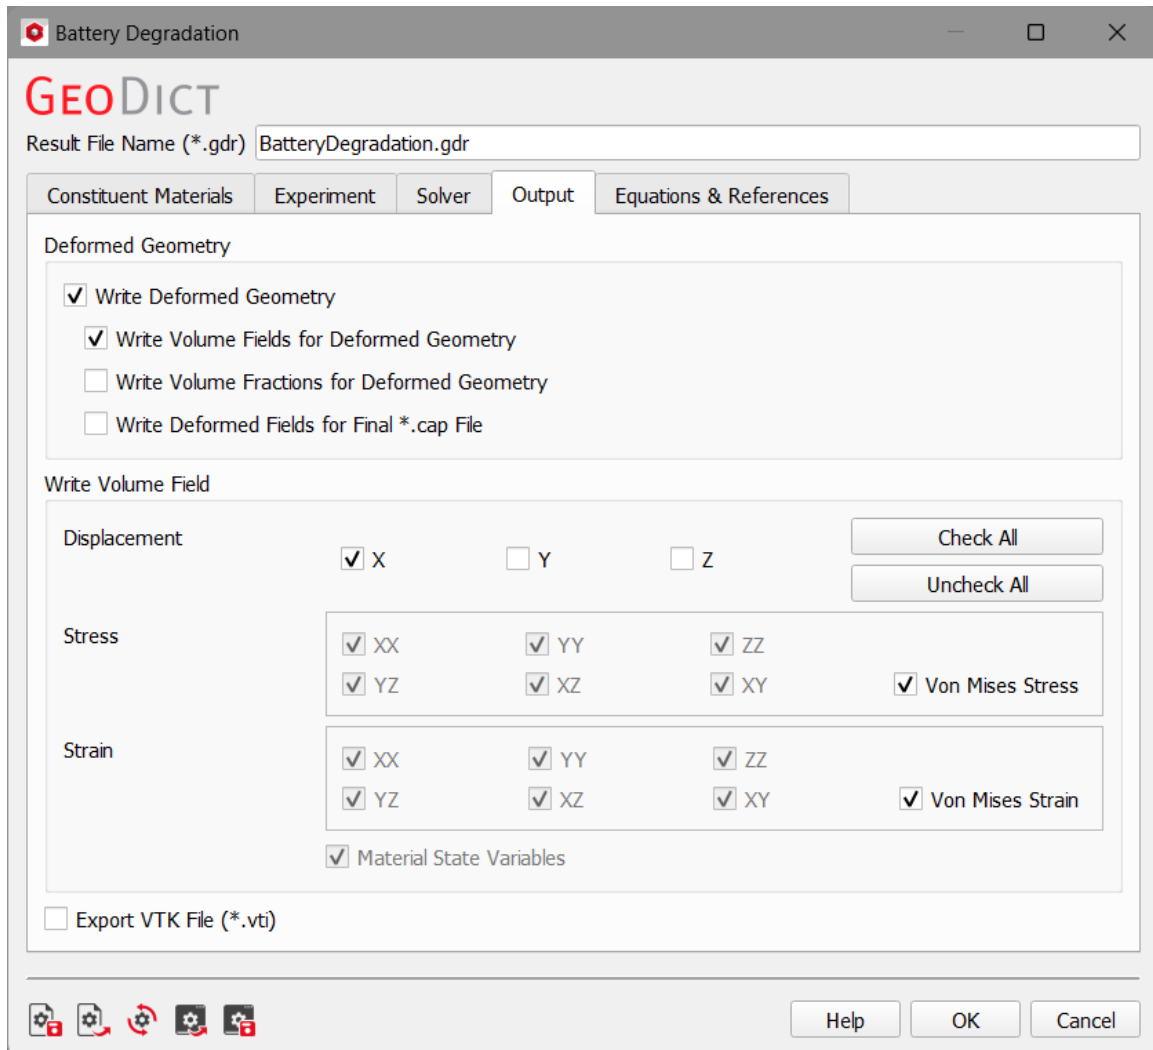 Battery Degradation
GEODICT
Result File Name (*.gdr) BatteryDegradation.gdr
Constituent Materials Experiment Solver Output Equations & References
Deformed Geometry
Write Deformed Geometry
Write Volume Fields for Deformed Geometry
Write Volume Fractions for Deformed Geometry
Write Deformed Fields for Final *.cap File
Write Volume Field
Displacement X Y Z Check All
Uncheck All
Stress XX YY ZZ
YZ XZ XY Von Mises Stress
Strain XX YY ZZ
YZ XZ XY Von Mises Strain
Material State Variables
Export VTK File (*.vti)
Help OK Cancel